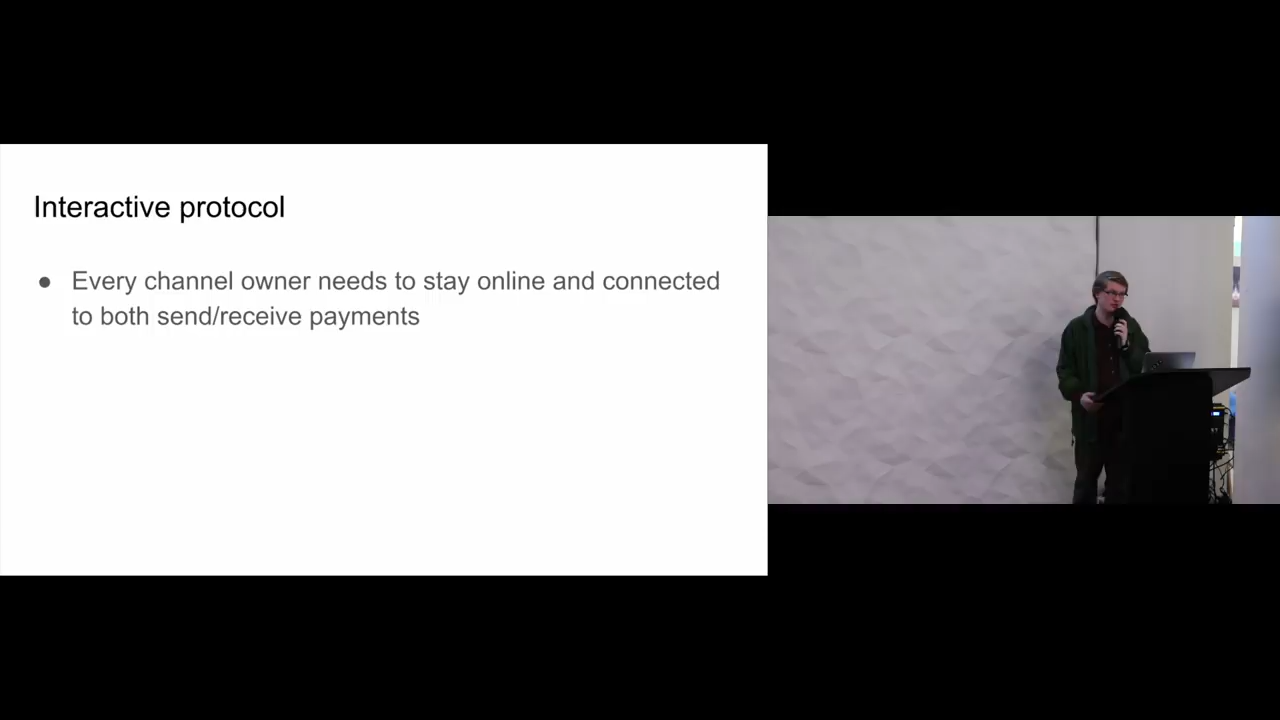 Interactive protocol
● Every channel owner needs to stay online and connected
to both send/receive payments